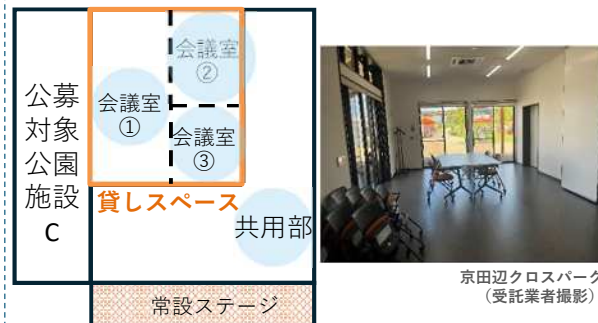 公募
対象
公園
施設
C
会議室
①
会議室
②
会議室
③
貸しスペース
共用部
常設ステージ
京田辺クロスパーク
（受託業者撮影）